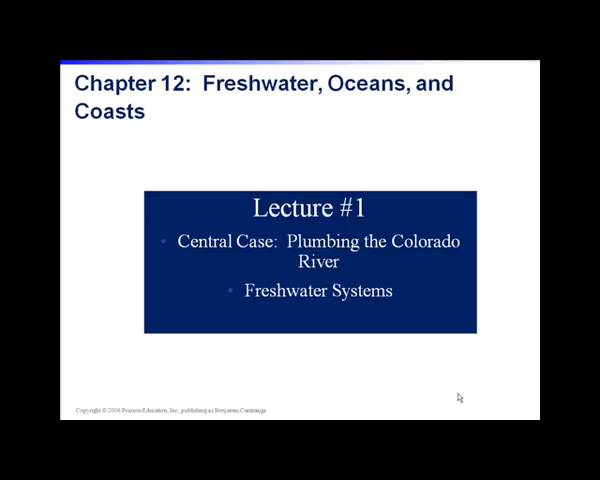 Chapter 12: Freshwater, Oceans, and
Coasts
Lecture #1
• Central Case: Plumbing the Colorado
River
• Freshwater Systems
Copyright © 2006 Pearson Education, Inc., publishing as Benjamin Cummings